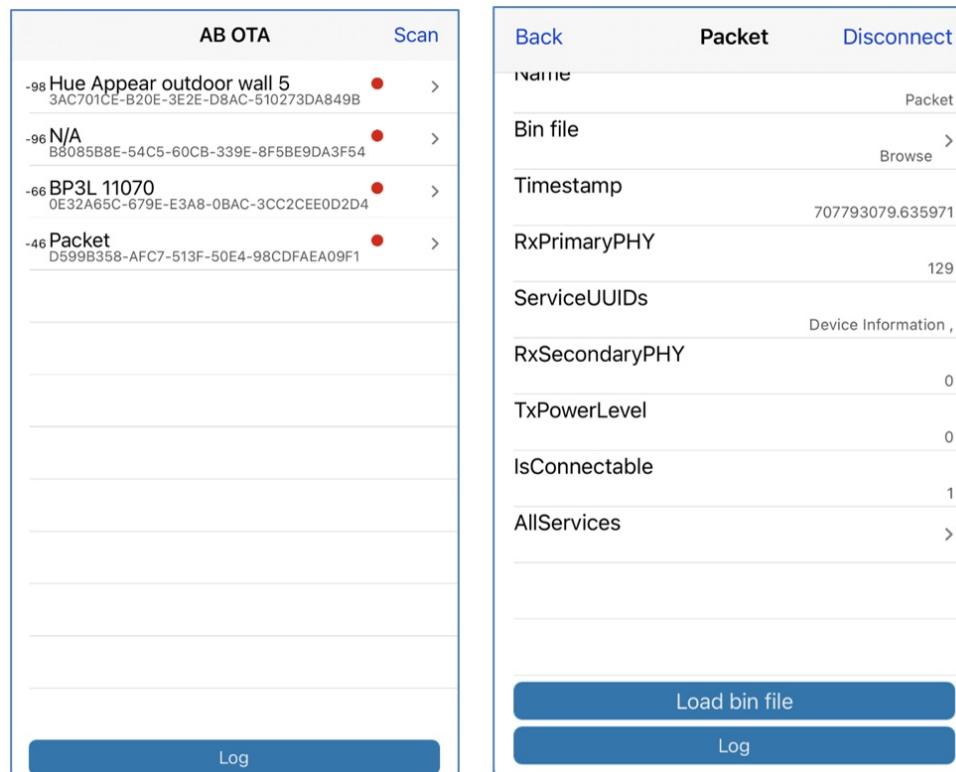 AB OTA Scan
-98 Hue Appear outdoor wall 5
3AC701CE-B20E-3E2E-D8AC-510273DA849B
-96 N/A
B8085B8E-54C5-60CB-339E-8F5BE9DA3F54
-66 BP3L 11070
0E32A65C-679E-E3A8-0BAC-3CC2CEE0D2D4
-46 Packet
D599B358-AFC7-513F-50E4-98CDFAEA09F1
Log
Back Packet Disconnect
Name
Packet
Bin file
Browse
Timestamp
707793079.635971
RxPrimaryPHY
129
ServiceUUIDs
Device Information ,
RxSecondaryPHY
0
TxPowerLevel
0
IsConnectable
1
AllServices
Load bin file
Log